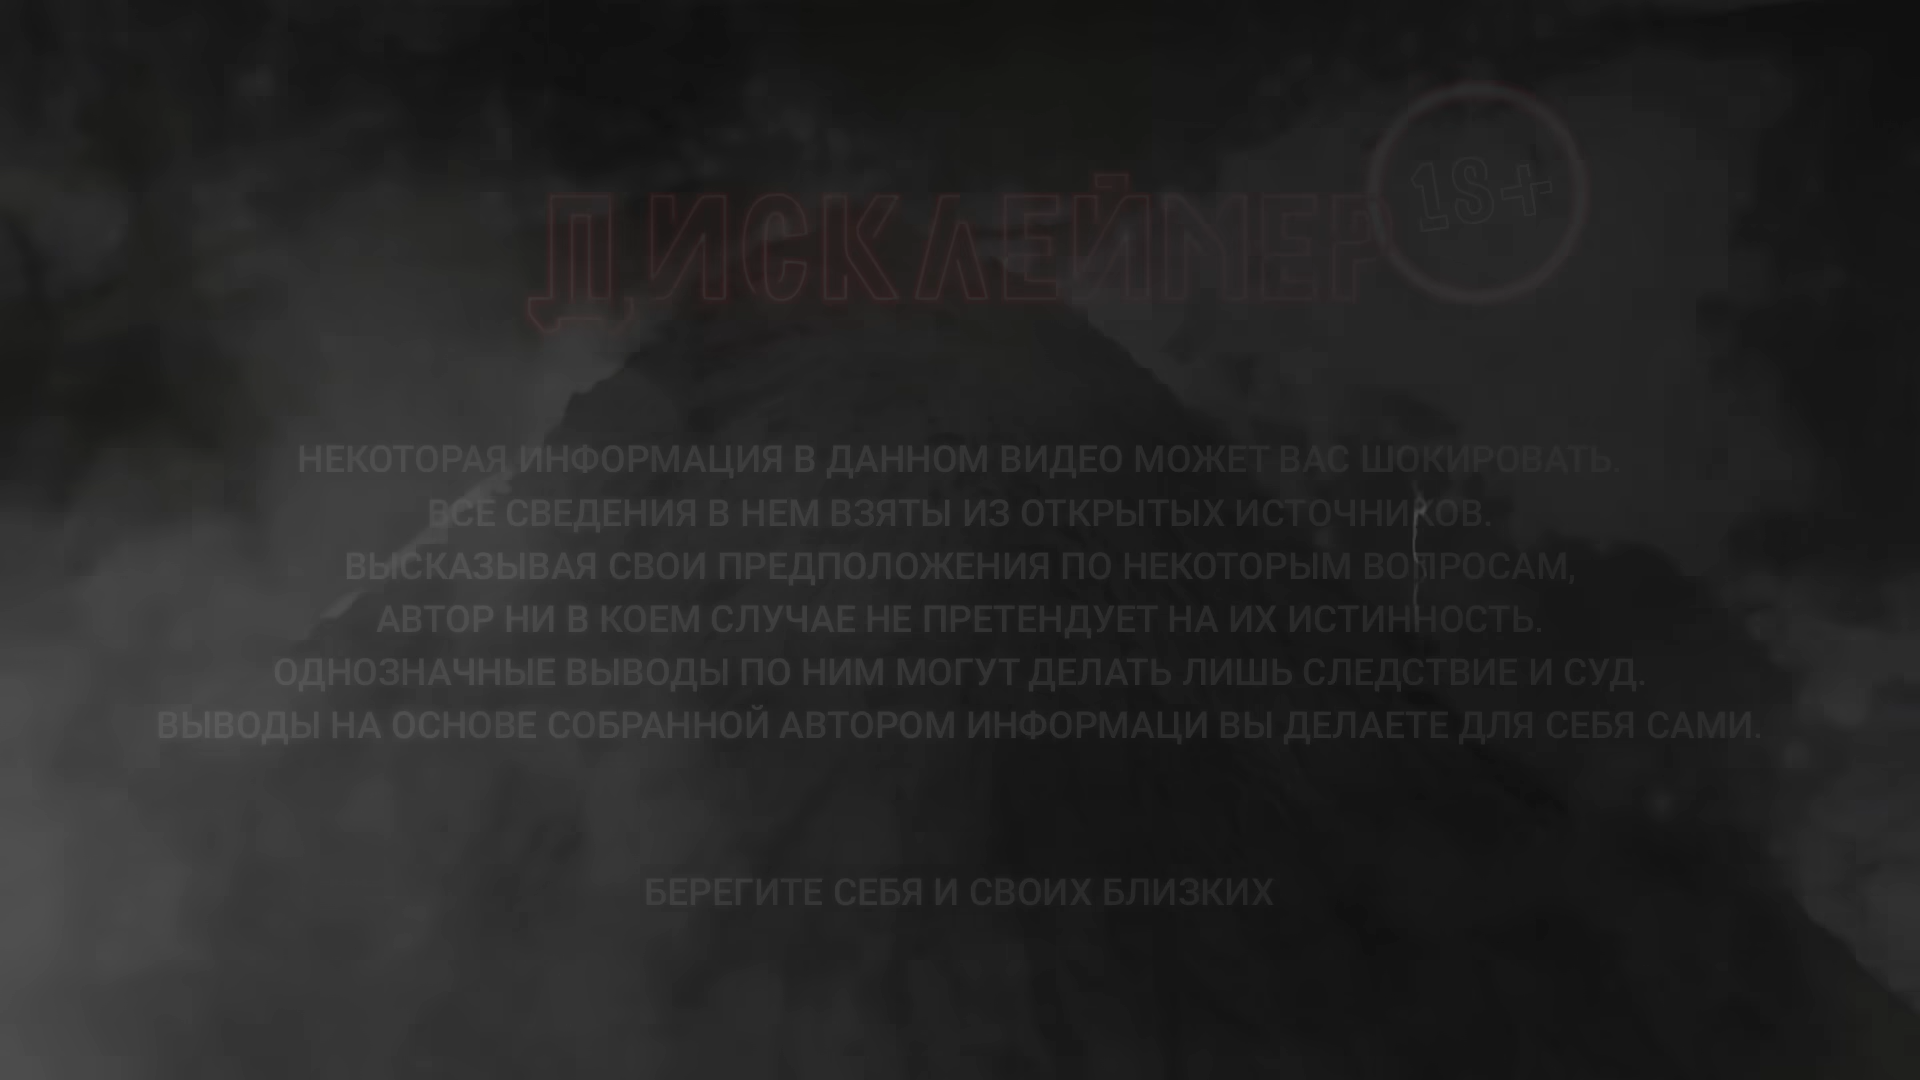 ДИСКЛЕЙМЕР
18+
НЕКОТОРАЯ ИНФОРМАЦИЯ В ДАННОМ ВИДЕО МОЖЕТ ВАС ШОКИРОВАТЬ.
ВСЕ СВЕДЕНИЯ В НЕМ ВЗЯТЫ ИЗ ОТКРЫТЫХ ИСТОЧНИКОВ.
ВЫСКАЗЫВАЯ СВОИ ПРЕДПОЛОЖЕНИЯ ПО НЕКОТОРЫМ ВОПРОСАМ,
АВТОР НИ В КОЕМ СЛУЧАЕ НЕ ПРЕТЕНДУЕТ НА ИХ ИСТИННОСТЬ.
ОДНОЗНАЧНЫЕ ВЫВОДЫ ПО НИМ МОГУТ ДЕЛАТЬ ЛИШЬ СЛЕДСТВИЕ И СУД.
ВЫВОДЫ НА ОСНОВЕ СОБРАННОЙ АВТОРОМ ИНФОРМАЦИ ВЫ ДЕЛАЕТЕ ДЛЯ СЕБЯ САМИ.
БЕРЕГИТЕ СЕБЯ И СВОИХ БЛИЗКИХ